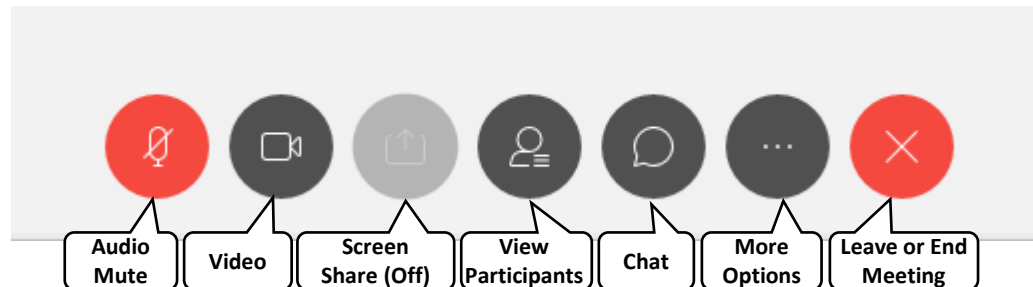 Audio
Mute
Video
Screen
Share (Off)
View
Participants
Chat
More
Options
Leave or End
Meeting